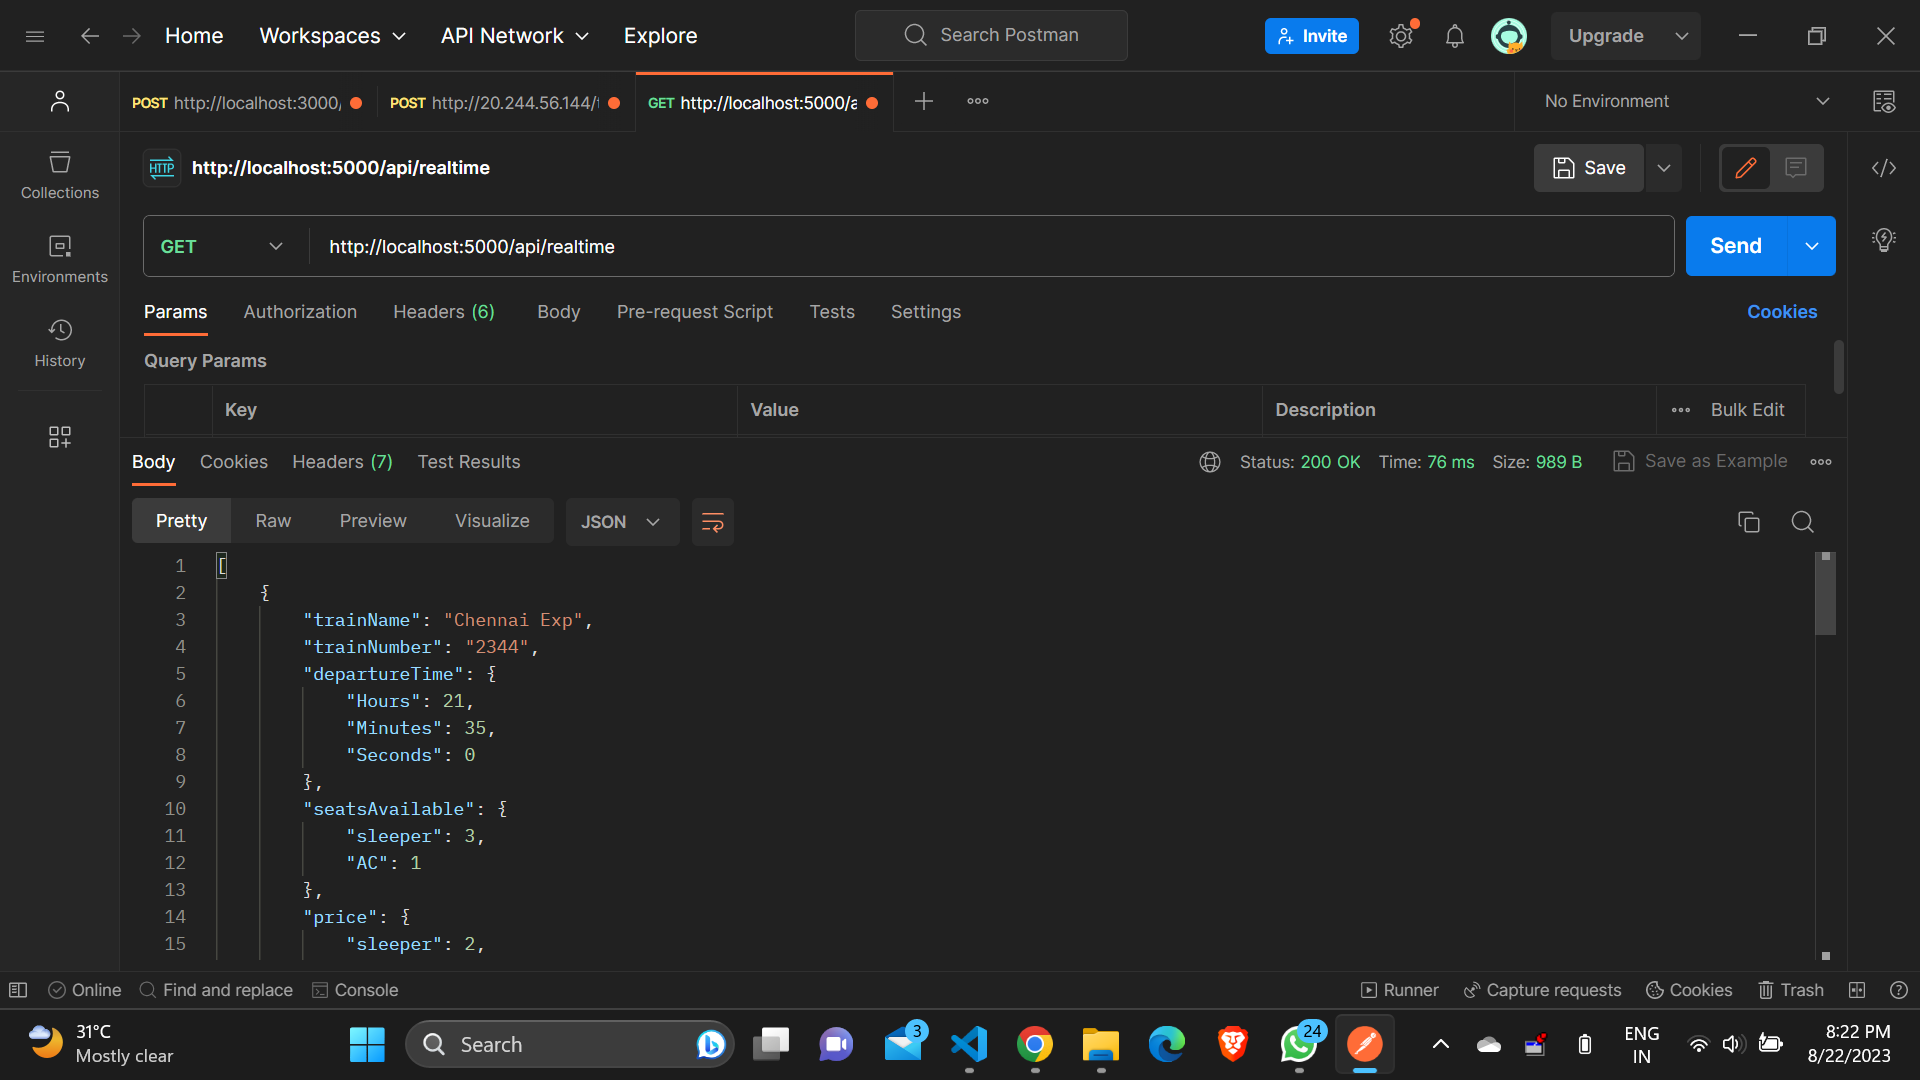 Home Workspaces API Network Explore Search Postman Invite Upgrade
POST http://localhost:3000/ POST http://20.244.56.144/t GET http://localhost:5000/a No Environment
HTTP http://localhost:5000/api/realtime Save
GET http://localhost:5000/api/realtime Send
Params Authorization Headers (6) Body Pre-request Script Tests Settings Cookies
Query Params
Key Value Description Bulk Edit
Collections
Environments
History
Body Cookies Headers (7) Test Results Status: 200 OK Time: 76 ms Size: 989 B Save as Example
Pretty Raw Preview Visualize JSON
1 [
2 {
3 "trainName": "Chennai Exp",
4 "trainNumber": "2344",
5 "departureTime": {
6 "Hours": 21,
7 "Minutes": 35,
8 "Seconds": 0
9 },
10 "seatsAvailable": {
11 "sleeper": 3,
12 "AC": 1
13 },
14 "price": {
15 "sleeper": 2,
Online Find and replace Console Runner Capture requests Cookies Trash
31°C
Mostly clear
Search
3
24
ENG
IN
8:22 PM
8/22/2023